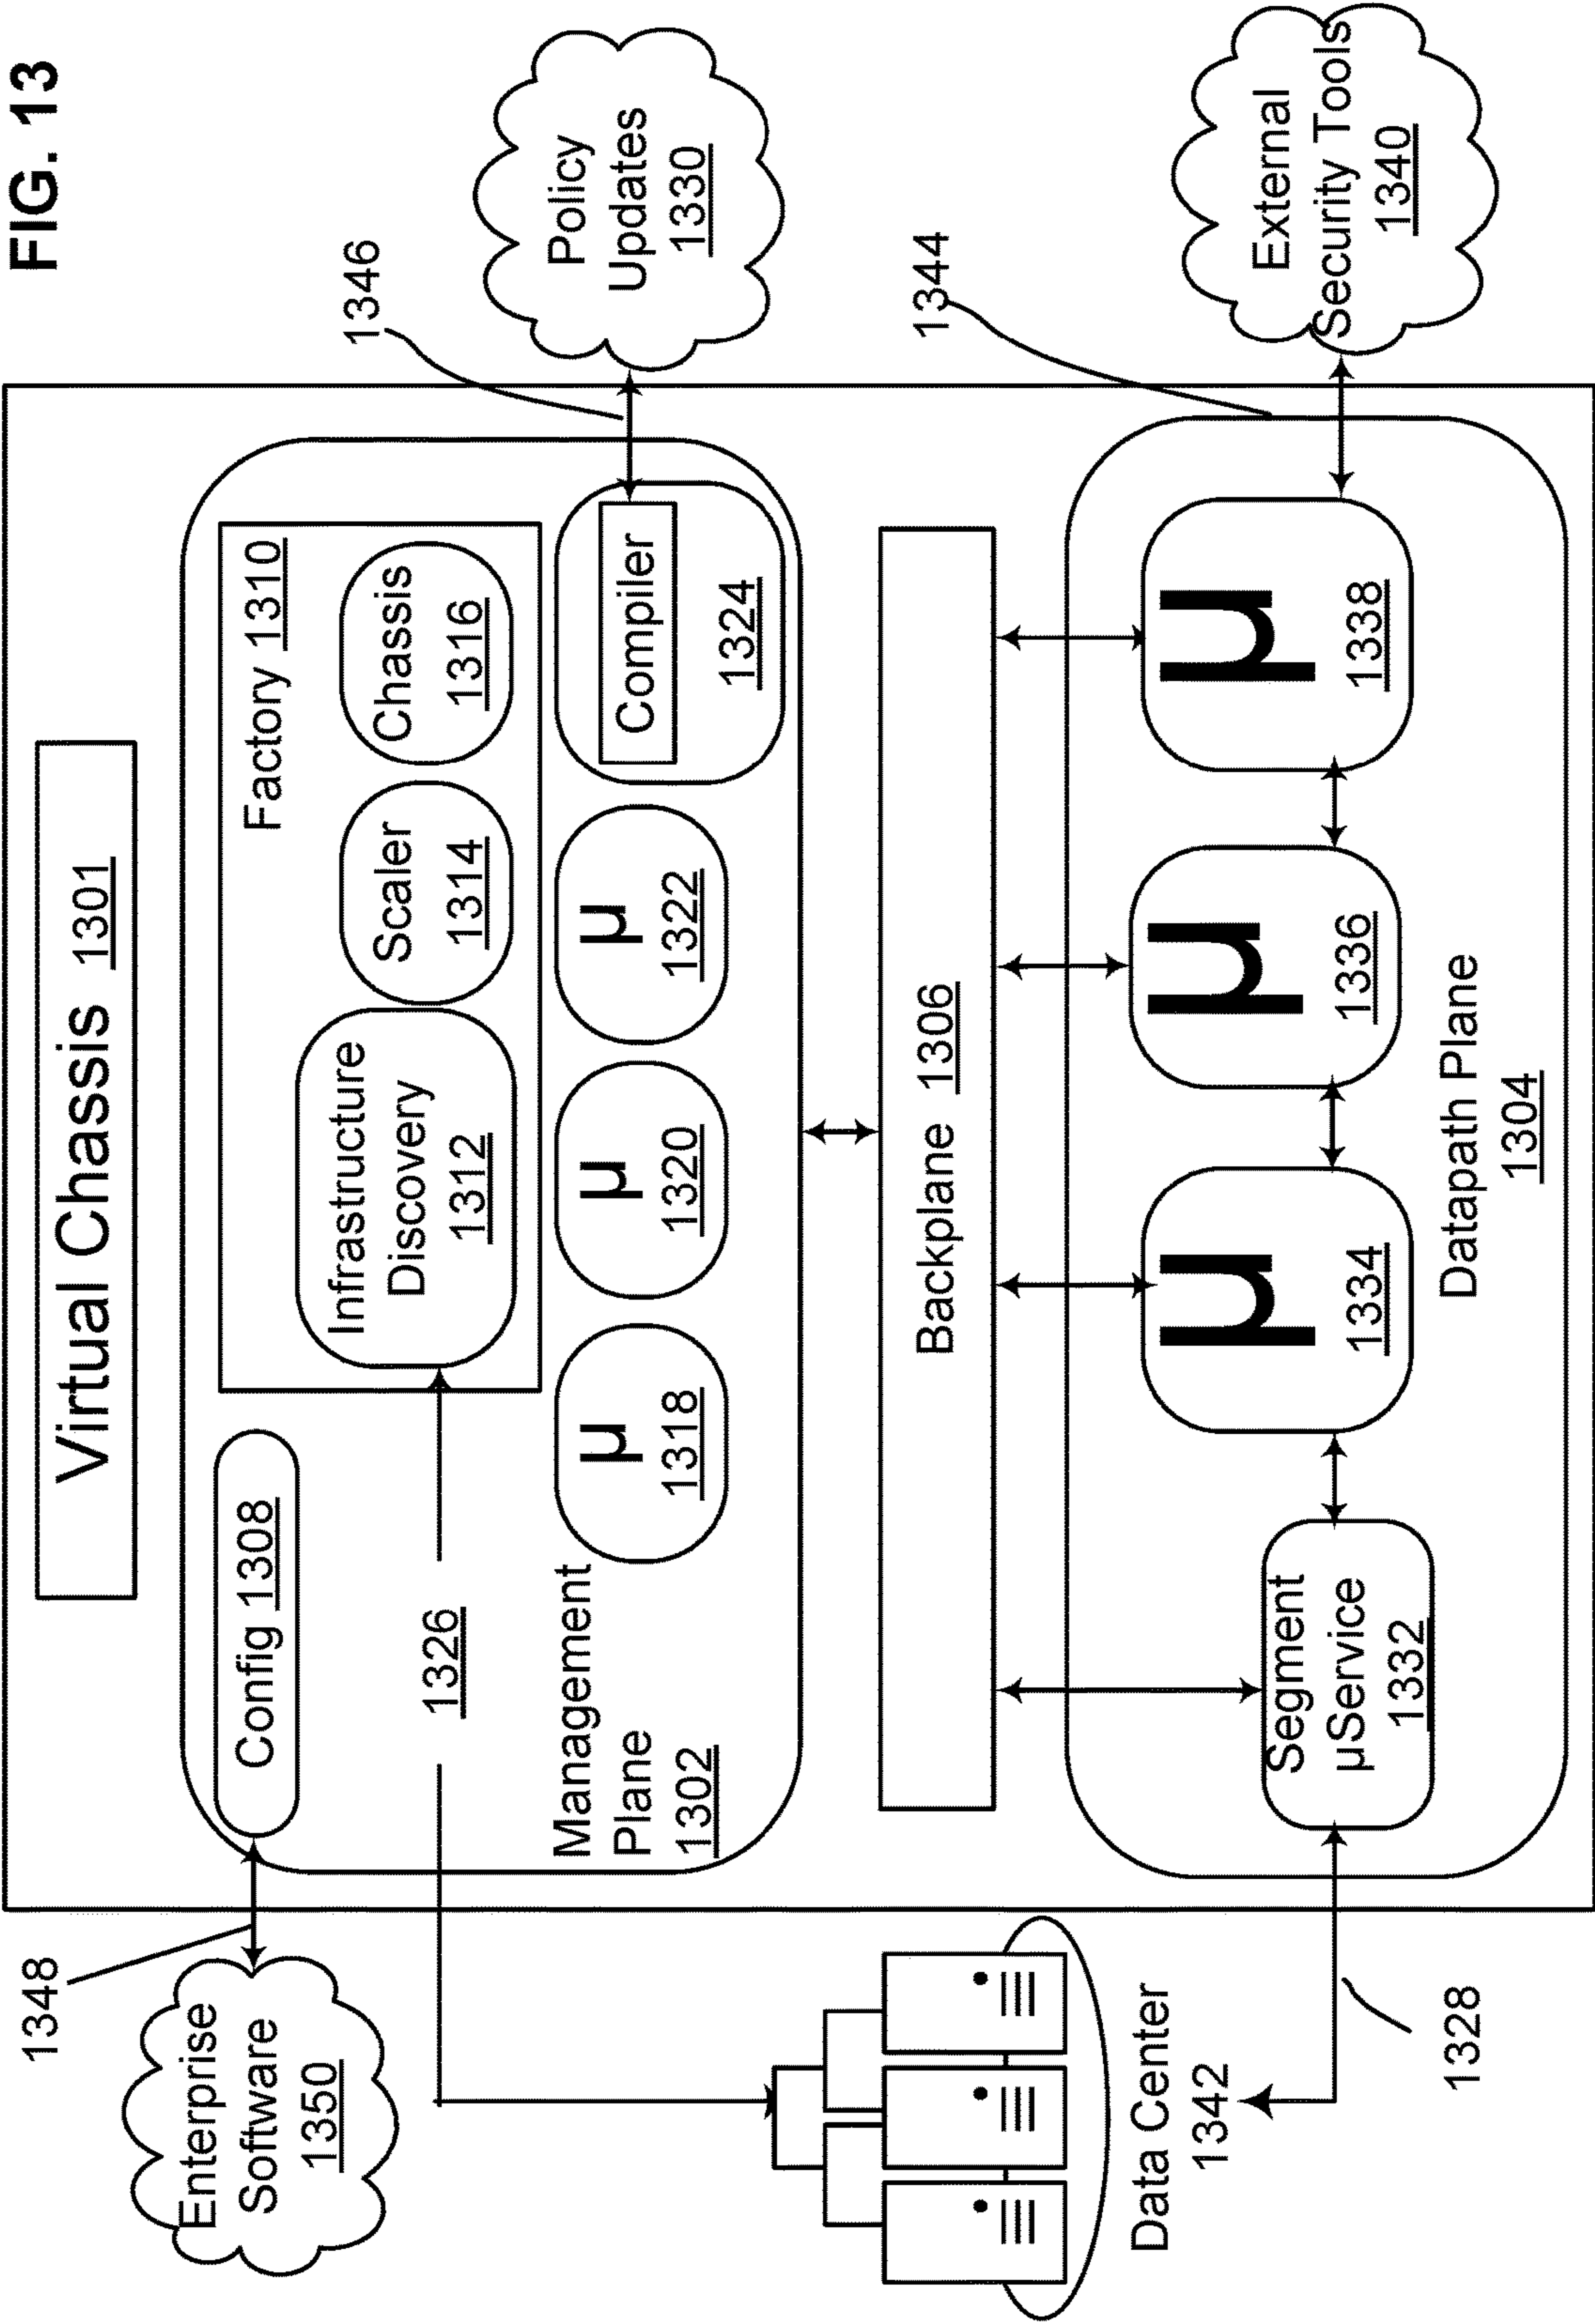 FIG. 13
Virtual Chassis 1301
1348
Enterprise
Software
1350
Config 1308
Factory 1310
Infrastructure
Discovery
1312
Scaler
1314
Chassis
1316
1346
Policy
Updates
1330
1326
Management
Plane
1302
µ
1318
µ
1320
µ
1322
Compiler
1324
Backplane 1306
1344
Data Center
1342
1328
Segment
µService
1332
µ
1334
µ
1336
µ
1338
External
Security Tools
1340
Datapath Plane
1304